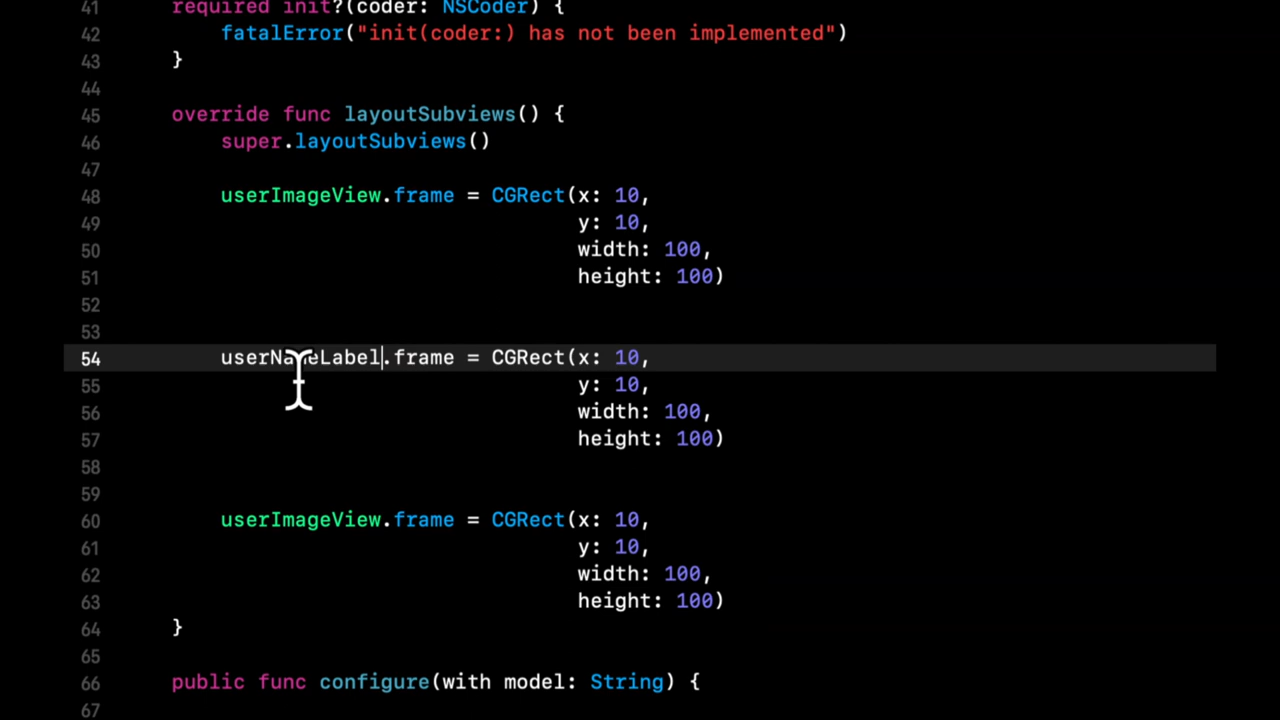 41 required init?(coder: NSCoder) {
42 fatalError("init(coder:) has not been implemented")
43 }
44
45 override func layoutSubviews() {
46 super.layoutSubviews()
47
48 userImageView.frame = CGRect(x: 10,
49 y: 10,
50 width: 100,
51 height: 100)
52
53
54 userNameLabel.frame = CGRect(x: 10,
55 y: 10,
56 width: 100,
57 height: 100)
58
59
60 userImageView.frame = CGRect(x: 10,
61 y: 10,
62 width: 100,
63 height: 100)
64 }
65
66 public func configure(with model: String) {
67